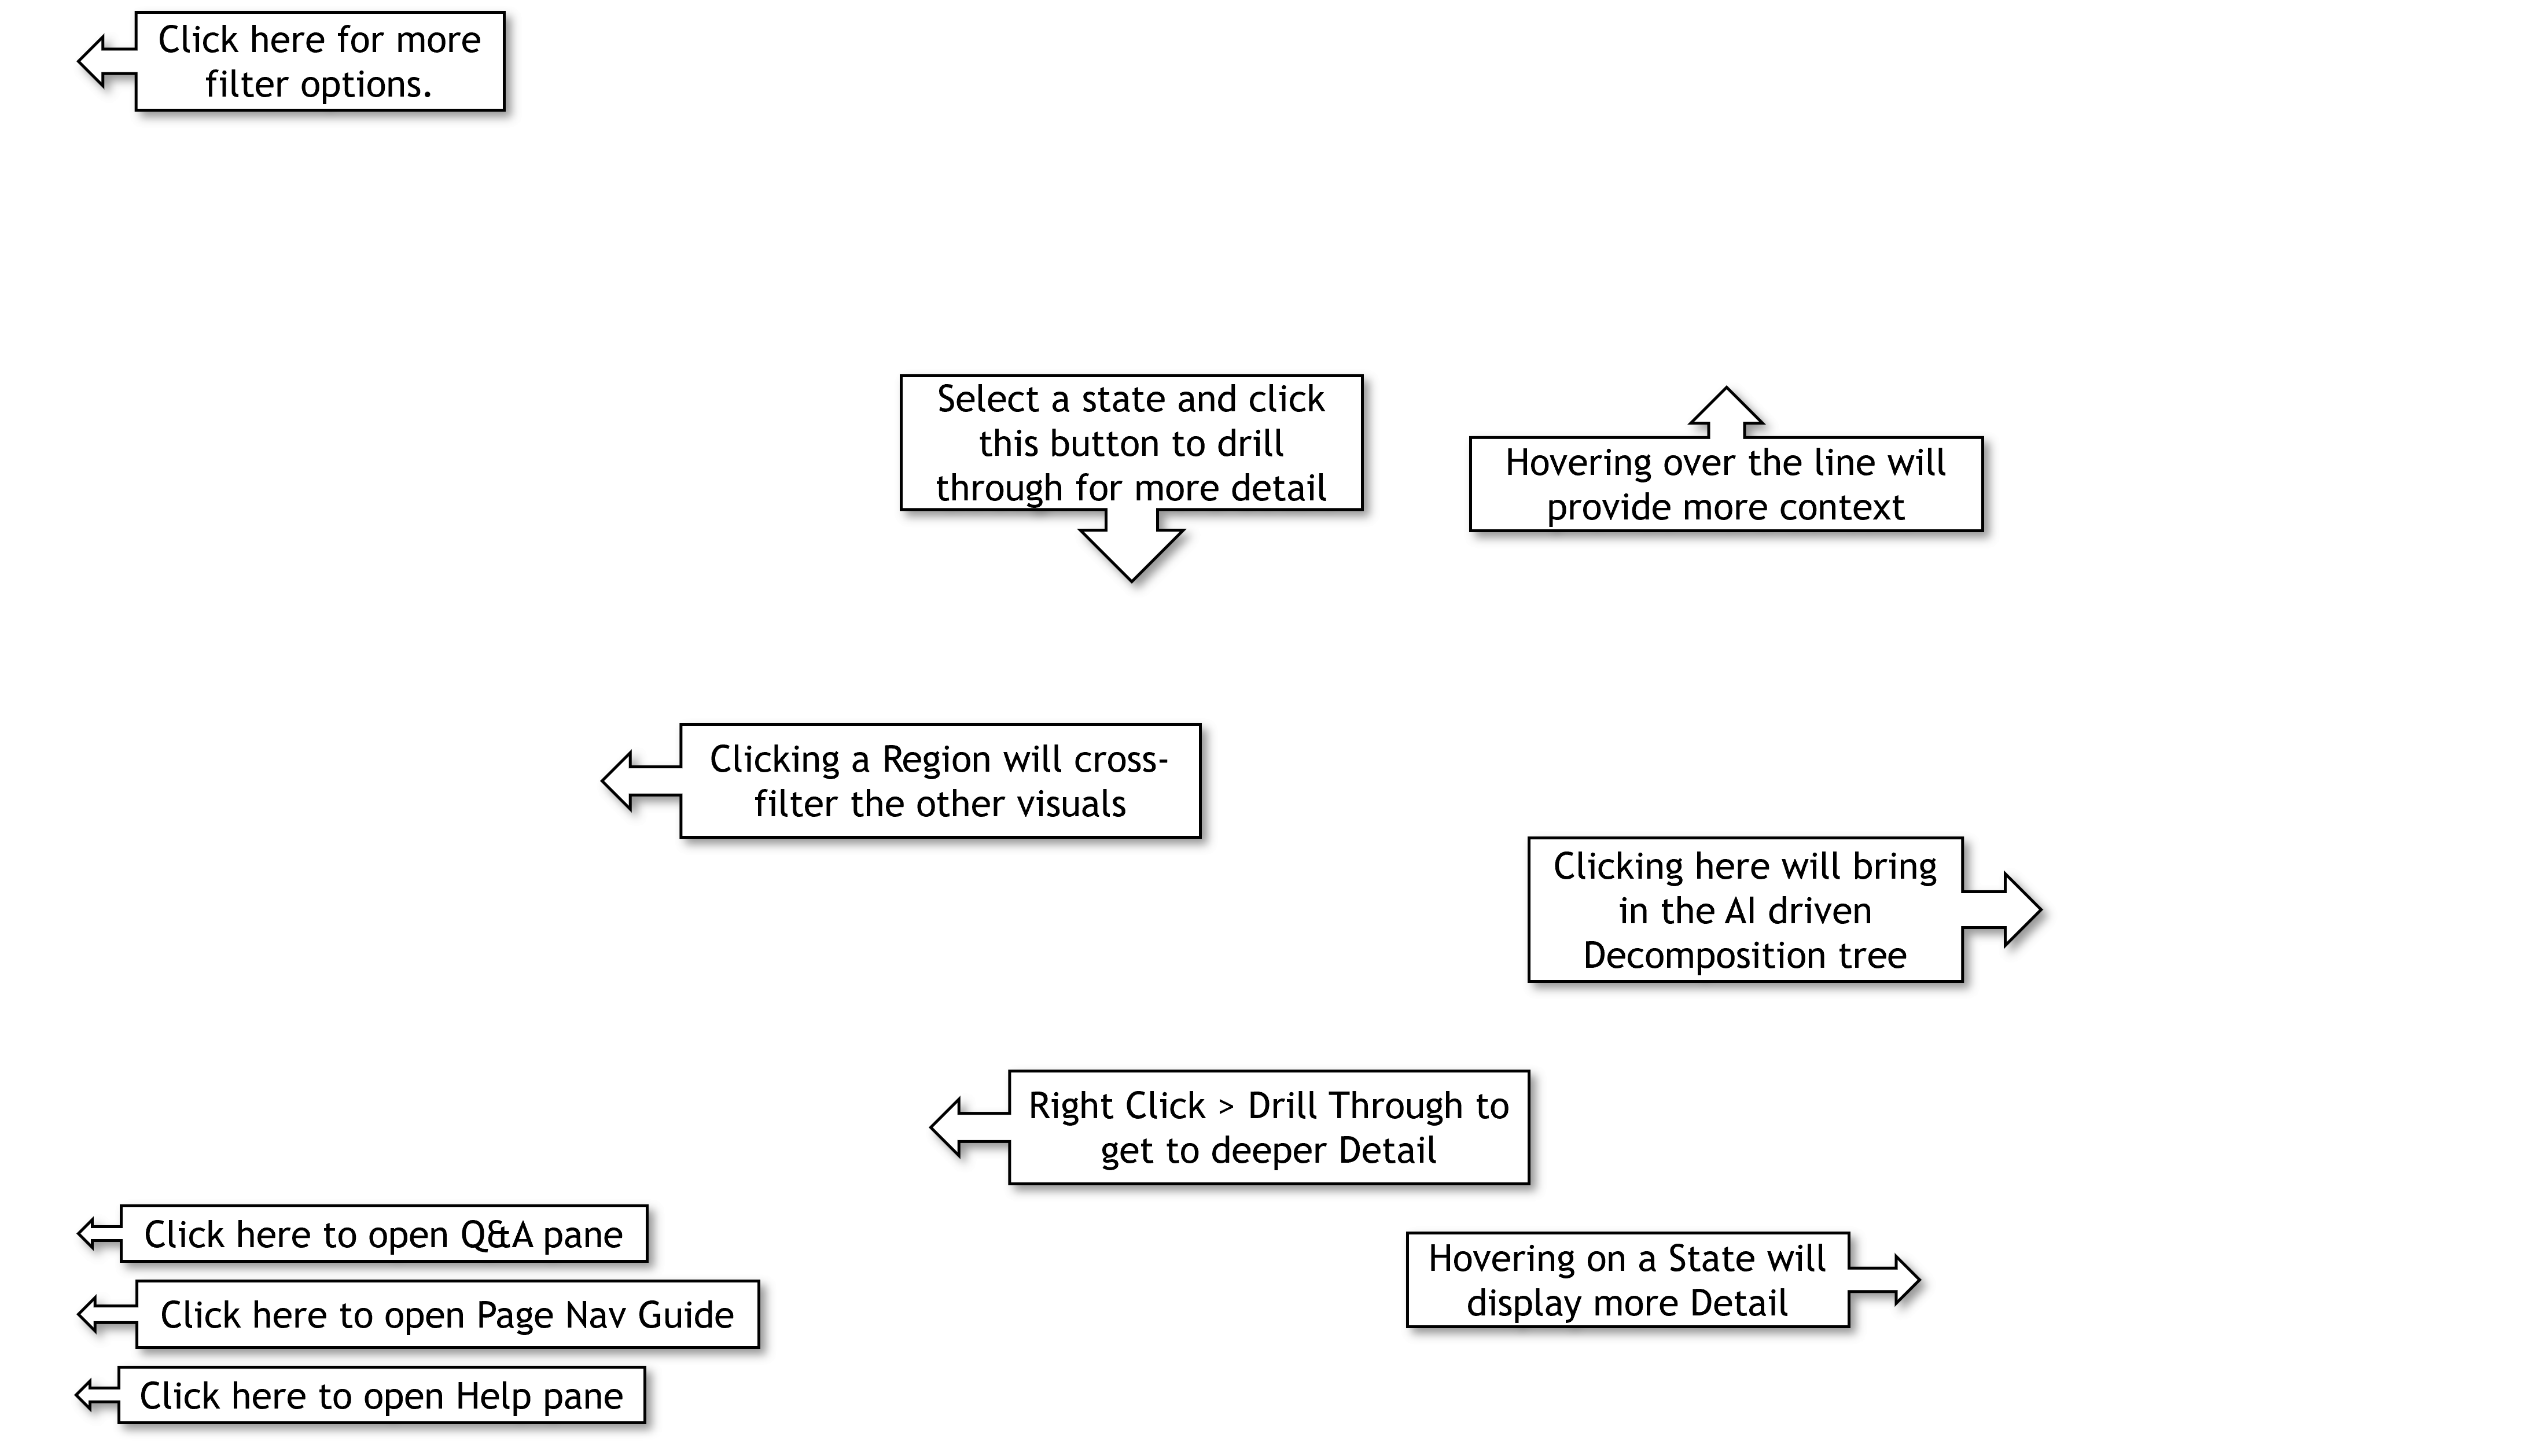 Click here for more
filter options.
Select a state and click
this button to drill
through for more detail
Hovering over the line will
provide more context
Clicking a Region will cross-
filter the other visuals
Clicking here will bring
in the AI driven
Decomposition tree
Right Click > Drill Through to
get to deeper Detail
Click here to open Q&A pane
Hovering on a State will
display more Detail
Click here to open Page Nav Guide
Click here to open Help pane